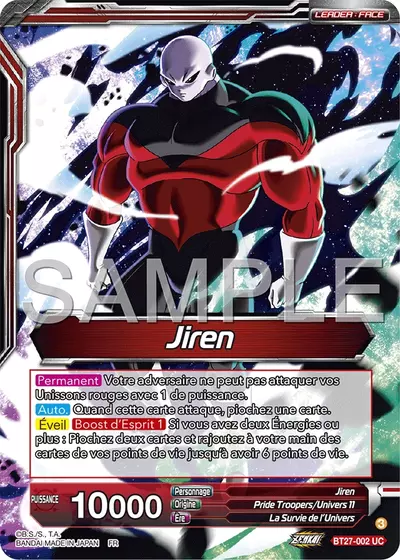 LEADER - FACE
SAMPLE
Jiren
Permanent Votre adversaire ne peut pas attaquer vos
Unissons rouges avec 1 de puissance.
Auto. Quand cette carte attaque, piochez une carte.
Éveil Boost d'Esprit 1 Si vous avez deux Énergies ou
plus : Piochez deux cartes et rajoutez à votre main des
cartes de vos points de vie jusqu'à avoir 6 points de vie.
PUISSANCE 10000
Personnage Jiren
Origine Pride Troopers/Univers 11
Ère La Survie de l'Univers
©B.S./S., T.A.
BANDAI MADE IN JAPAN FR
BT27-002 UC